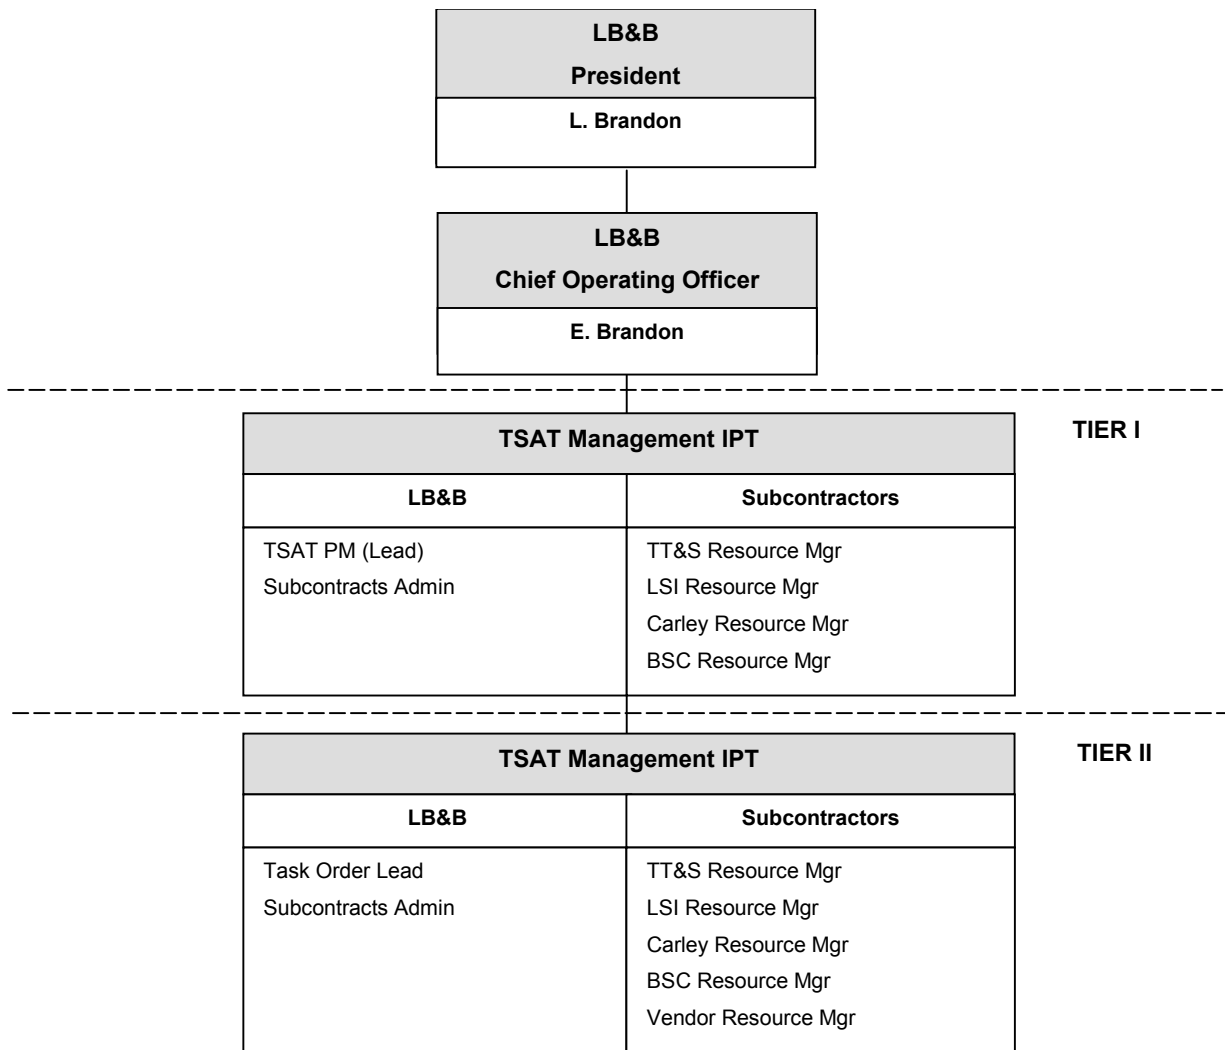 LB&B
President
L. Brandon
LB&B
Chief Operating Officer
E. Brandon
TIER I
TSAT Management IPT
LB&B
Subcontractors
TSAT PM (Lead)
Subcontracts Admin
TT&S Resource Mgr
LSI Resource Mgr
Carley Resource Mgr
BSC Resource Mgr
TIER II
TSAT Management IPT
LB&B
Subcontractors
Task Order Lead
Subcontracts Admin
TT&S Resource Mgr
LSI Resource Mgr
Carley Resource Mgr
BSC Resource Mgr
Vendor Resource Mgr